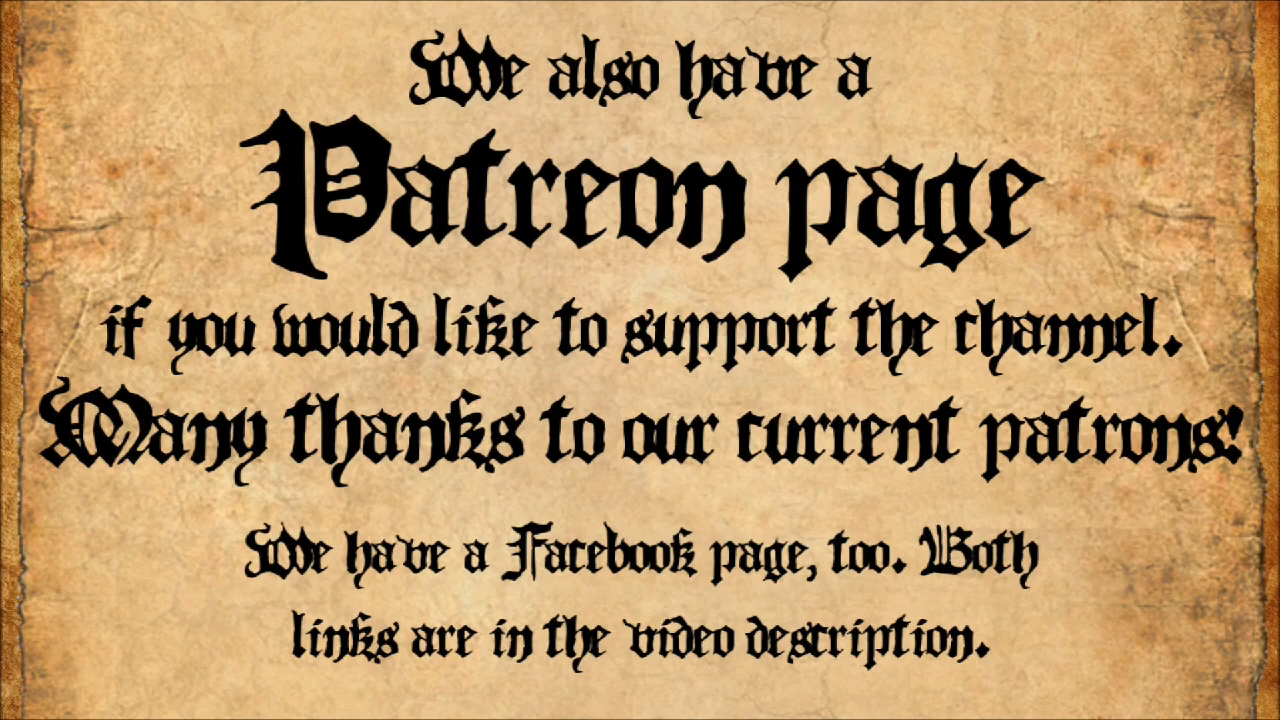 We also have a
Patreon page
if you would like to support the channel.
Many thanks to our current patrons!
We have a Facebook page, too. Both
links are in the video description.